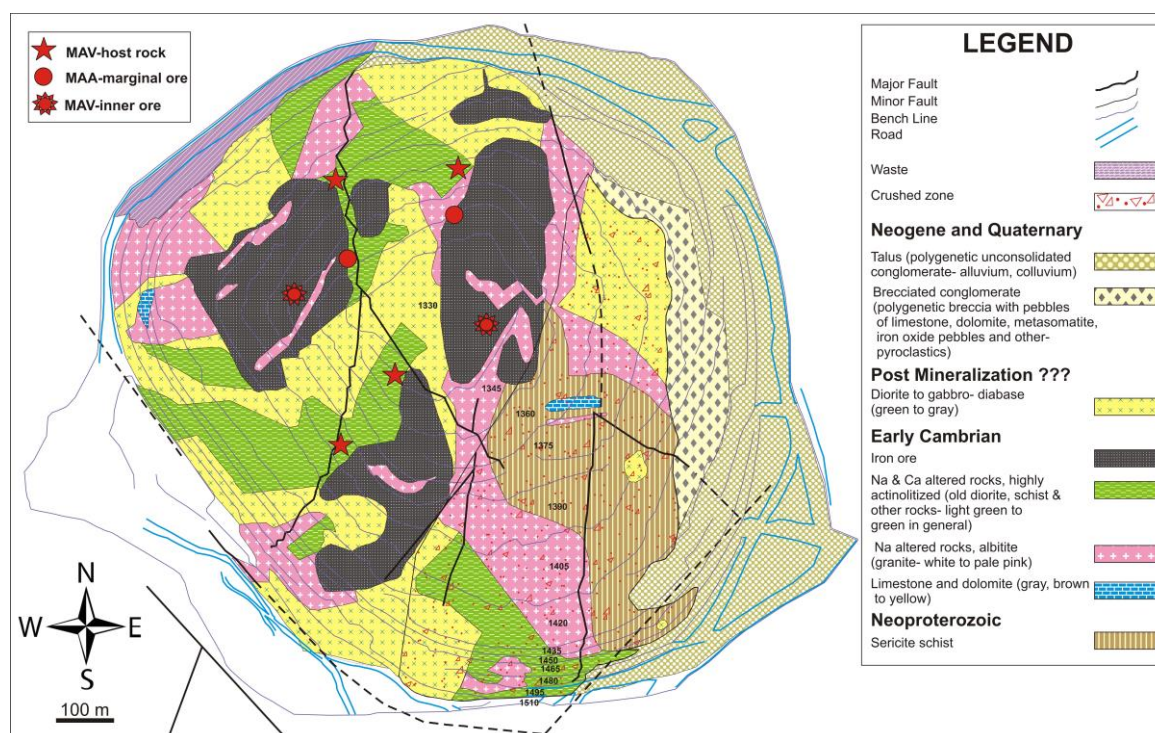 MAV-host rock
MAA-marginal ore
MAV-inner ore
1330
1345
1360
1375
1390
1405
1420
1435
1450
1465
1480
1495
1510
N
W
E
S
100 m
LEGEND
Major Fault
Minor Fault
Bench Line
Road
Waste
Crushed zone
Neogene and Quaternary
Talus (polygenetic unconsolidated
conglomerate- alluvium, colluvium)
Brecciated conglomerate
(polygenetic breccia with pebbles
of limestone, dolomite, metasomatite,
iron oxide pebbles and other-
pyroclastics)
Post Mineralization ???
Diorite to gabbro- diabase
(green to gray)
Early Cambrian
Iron ore
Na & Ca altered rocks, highly
actinolitized (old diorite, schist &
other rocks- light green to
green in general)
Na altered rocks, albitite
(granite- white to pale pink)
Limestone and dolomite (gray, brown
to yellow)
Neoproterozoic
Sericite schist